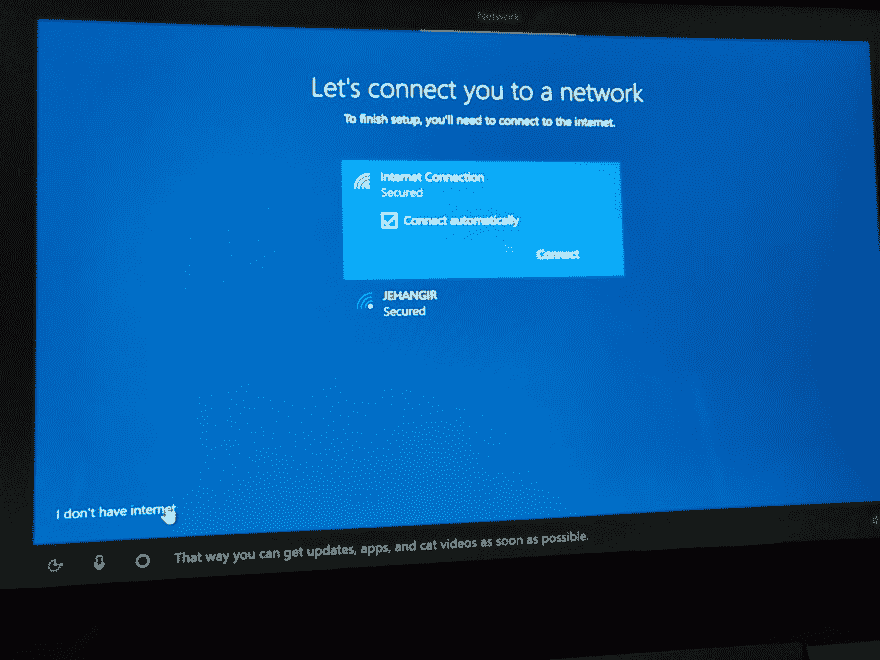 Network
Let's connect you to a network
To finish setup, you'll need to connect to the internet.
Internet Connection
Secured
Connect automatically
Connect
JEHANGIR
Secured
I don't have internet
That way you can get updates, apps, and cat videos as soon as possible.